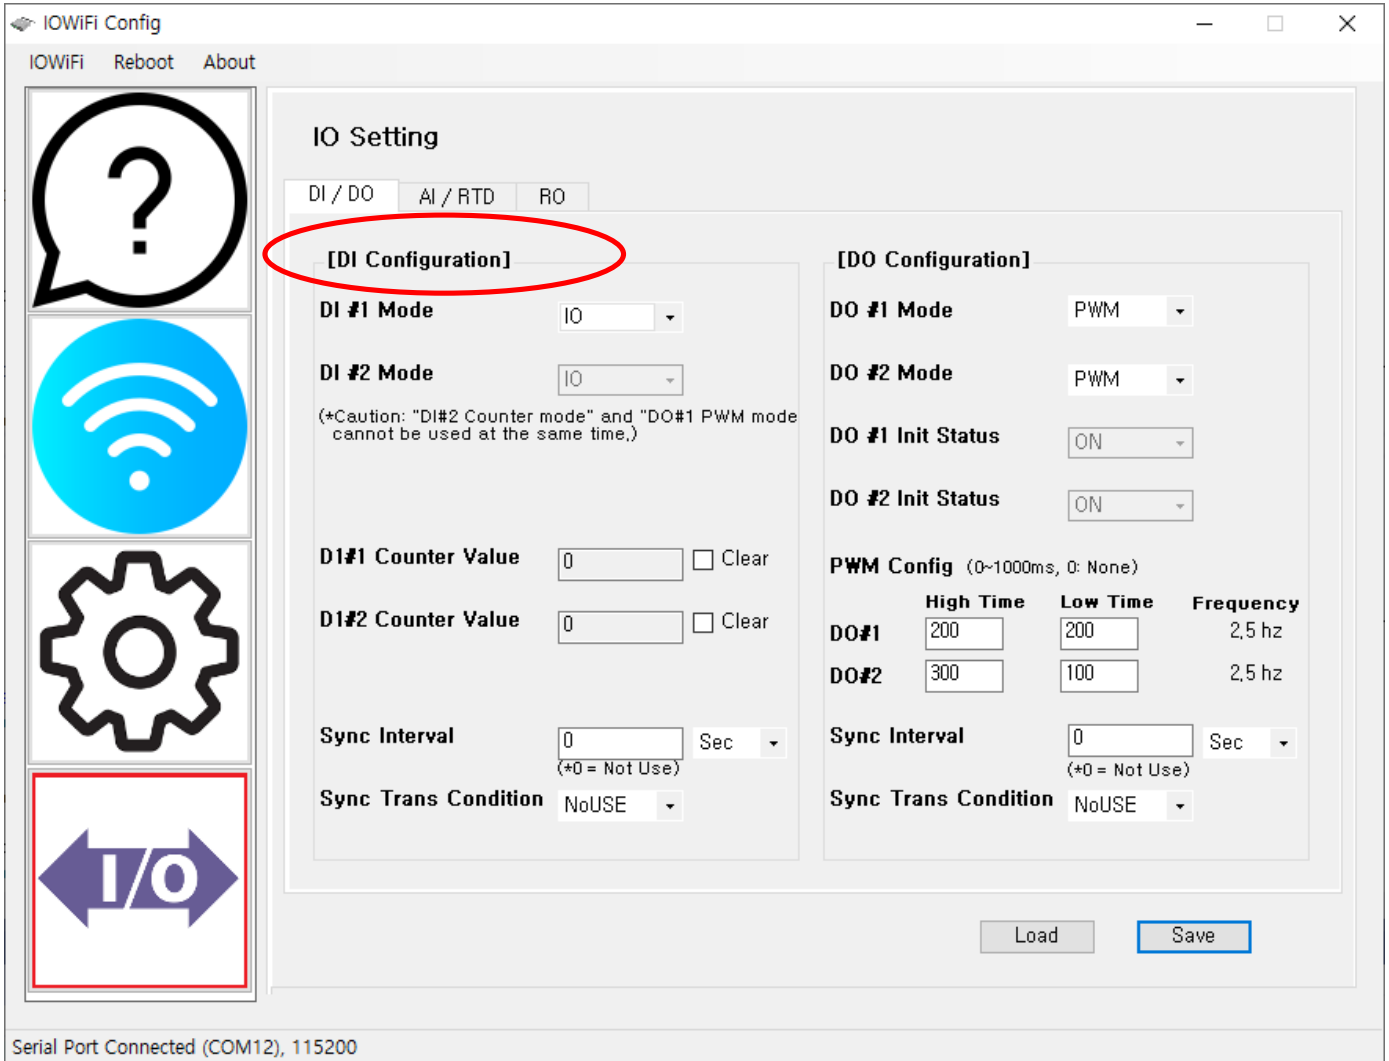 IOWiFi Config
IOWiFi Reboot About
?
I/O
IO Setting
DI / DO AI / RTD RO
[DI Configuration]
DI #1 Mode IO
DI #2 Mode IO
(*Caution: "DI#2 Counter mode" and "DO#1 PWM mode
cannot be used at the same time.)
D1#1 Counter Value 0 Clear
D1#2 Counter Value 0 Clear
Sync Interval 0 Sec
(*0 = Not Use)
Sync Trans Condition NoUSE
[DO Configuration]
DO #1 Mode PWM
DO #2 Mode PWM
DO #1 Init Status ON
DO #2 Init Status ON
PWM Config (0~1000ms, 0: None)
High Time Low Time Frequency
DO#1 200 200 2.5 hz
DO#2 300 100 2.5 hz
Sync Interval 0 Sec
(*0 = Not Use)
Sync Trans Condition NoUSE
Load Save
Serial Port Connected (COM12), 115200